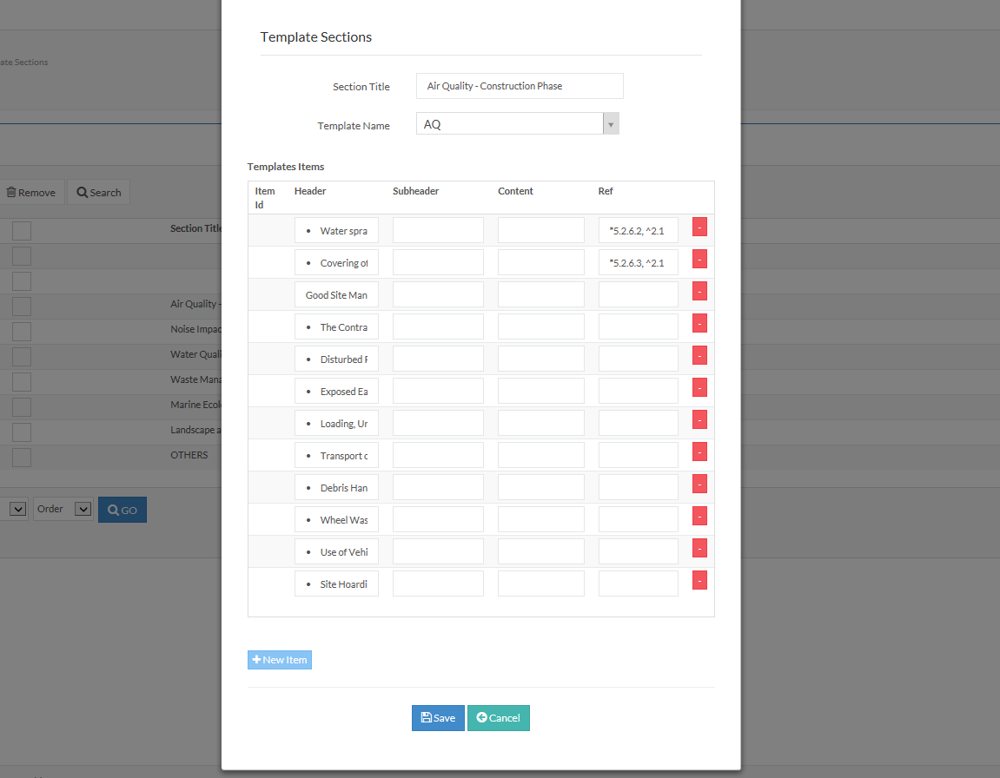 Template Sections
ate Sections
Section Title
Air Quality - Construction Phase
Template Name
AQ
Templates Items
Item Id
Header
Subheader
Content
Ref
Remove
Search
Section Title
• Water spra
*5.2.6.2, ^2.1
-
• Covering of
*5.2.6.3, ^2.1
-
Good Site Man
-
Air Quality -
• The Contra
-
Noise Impac
• Disturbed P
-
Water Quali
• Exposed Ea
-
Waste Mana
• Loading, Un
-
Marine Ecol
Landscape a
• Transport o
-
OTHERS
• Debris Han
-
Order
GO
• Wheel Was
-
• Use of Vehi
-
• Site Hoardi
-
New Item
Save
Cancel